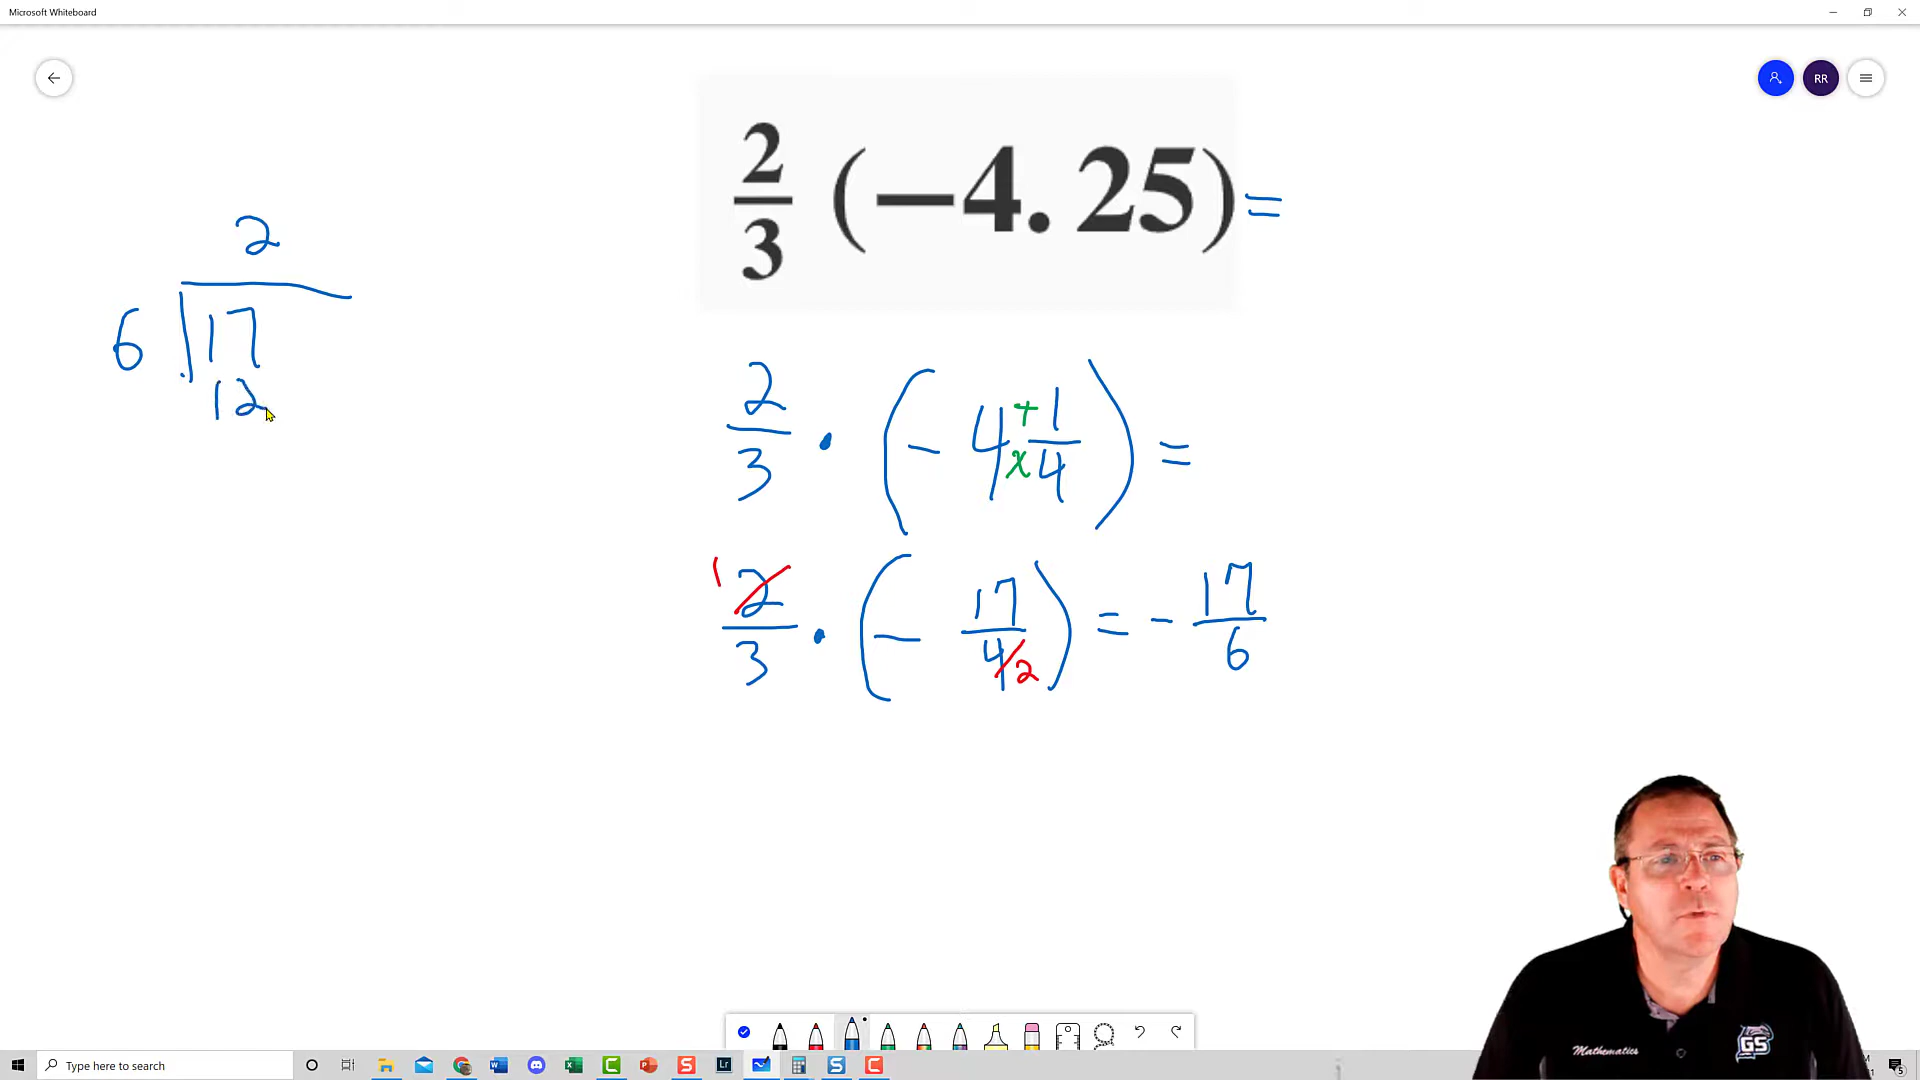 Microsoft Whiteboard
RR
2/3 (−4.25) =
2
6 17
12
2/3 · (− 4 + x 1/4) =
1 2/3 · (− 17/4 2) = - 17/6
Mathematics
GS
Type here to search
5